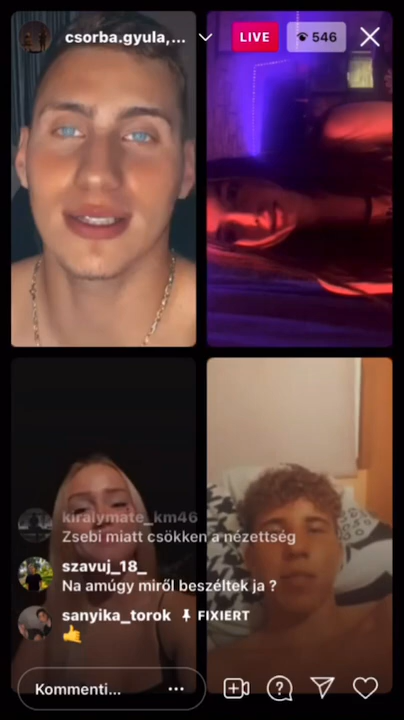 csorba.gyula,... LIVE 546
kiralymate_km46
Zsebi miatt csökken a nézettség
szavuj_18_
Na amúgy miről beszéltek ja ?
sanyika_torok FIXIERT
Kommenti...